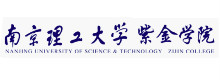 南京理工大学紫金学院
NANJING UNIVERSITY OF SCIENCE & TECHNOLOGY ZIJIN COLLEGE